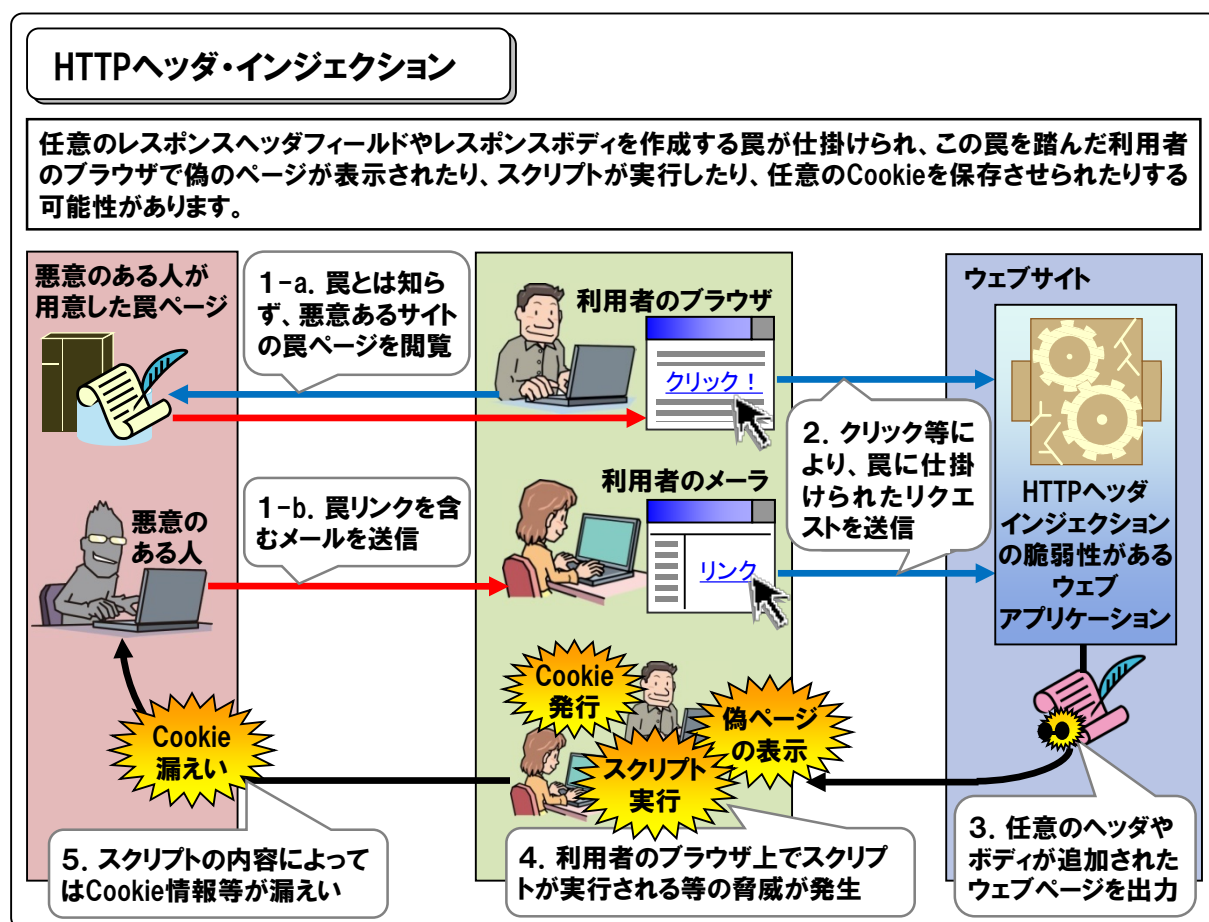 HTTPヘッダ・インジェクション
任意のレスポンスヘッダフィールドやレスポンスボディを作成する罠が仕掛けられ、この罠を踏んだ利用者
のブラウザで偽のページが表示されたり、スクリプトが実行したり、任意のCookieを保存させられたりする
可能性があります。
悪意のある人が
用意した罠ページ
1-a. 罠とは知ら
ず、悪意あるサイト
の罠ページを閲覧
利用者のブラウザ
クリック！
ウェブサイト
2. クリック等に
より、罠に仕掛
けられたリクエ
ストを送信
悪意の
ある人
1-b. 罠リンクを含
むメールを送信
利用者のメーラ
リンク
HTTPヘッダ
インジェクション
の脆弱性がある
ウェブ
アプリケーション
Cookie
発行
偽ページ
の表示
スクリプト
実行
Cookie
漏えい
3. 任意のヘッダや
ボディが追加された
ウェブページを出力
4. 利用者のブラウザ上でスクリプ
トが実行される等の脅威が発生
5. スクリプトの内容によって
はCookie情報等が漏えい